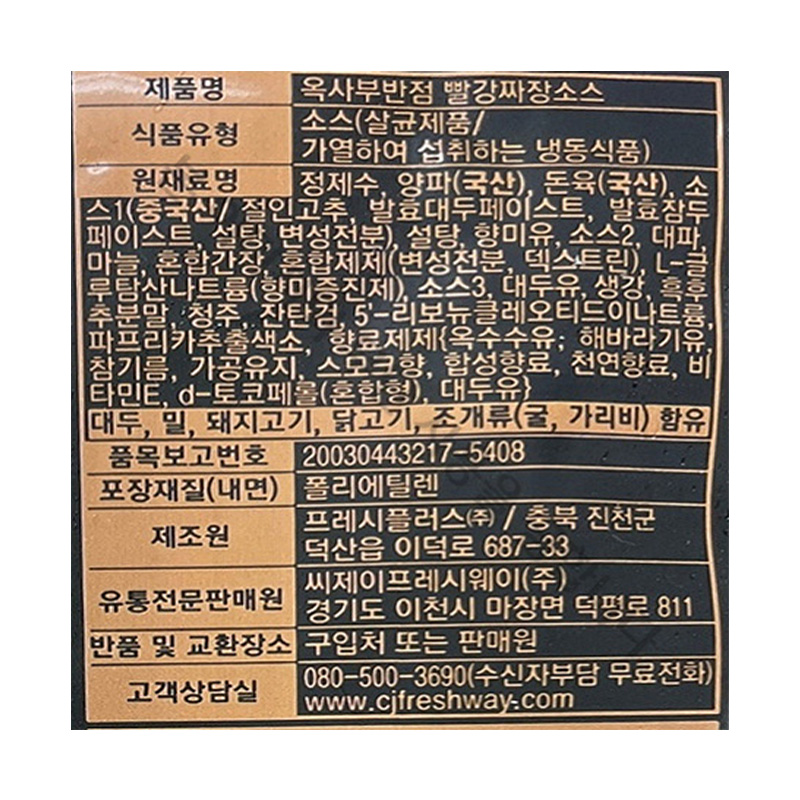 제품명 옥사부반점 빨강짜장소스
식품유형 소스(살균제품/
가열하여 섭취하는 냉동식품)
원재료명 정제수, 양파(국산), 돈육(국산), 소
스1(중국산/ 절인고추, 발효대두페이스트, 발효잠두
페이스트, 설탕, 변성전분), 설탕, 향미유, 소스2, 대파,
마늘, 혼합간장, 혼합제제(변성전분, 덱스트린), L-글
루탐산나트륨(향미증진제), 소스3, 대두유, 생강, 흑후
추분말, 청주, 잔탄검, 5'-리보뉴클레오티드이나트륨,
파프리카추출색소, 향료제제{옥수수유, 해바라기유,
참기름, 가공유지, 스모크향, 합성향료, 천연향료, 비
타민E, d-토코페롤(혼합형), 대두유}
대두, 밀, 돼지고기, 닭고기, 조개류(굴, 가리비) 함유
품목보고번호 20030443217-5408
포장재질(내면) 폴리에틸렌
제조원 프레시플러스㈜ / 충북 진천군
덕산읍 이덕로 687-33
유통전문판매원 씨제이프레시웨이(주)
경기도 이천시 마장면 덕평로 811
반품 및 교환장소 구입처 또는 판매원
고객상담실 080-500-3690(수신자부담 무료전화)
www.cjfreshway.com